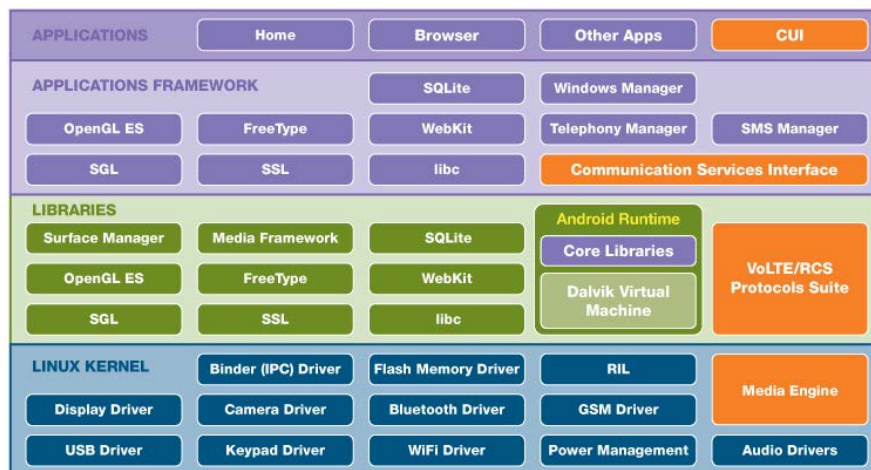 APPLICATIONS
Home
Browser
Other Apps
CUI
APPLICATIONS FRAMEWORK
SQLite
Windows Manager
OpenGL ES
FreeType
WebKit
Telephony Manager
SMS Manager
SGL
SSL
libc
Communication Services Interface
LIBRARIES
Surface Manager
Media Framework
SQLite
OpenGL ES
FreeType
WebKit
SGL
SSL
libc
Android Runtime
Core Libraries
Dalvik Virtual
Machine
VoLTE/RCS
Protocols Suite
LINUX KERNEL
Binder (IPC) Driver
Flash Memory Driver
RIL
Media Engine
Display Driver
Camera Driver
Bluetooth Driver
GSM Driver
USB Driver
Keypad Driver
WiFi Driver
Power Management
Audio Drivers